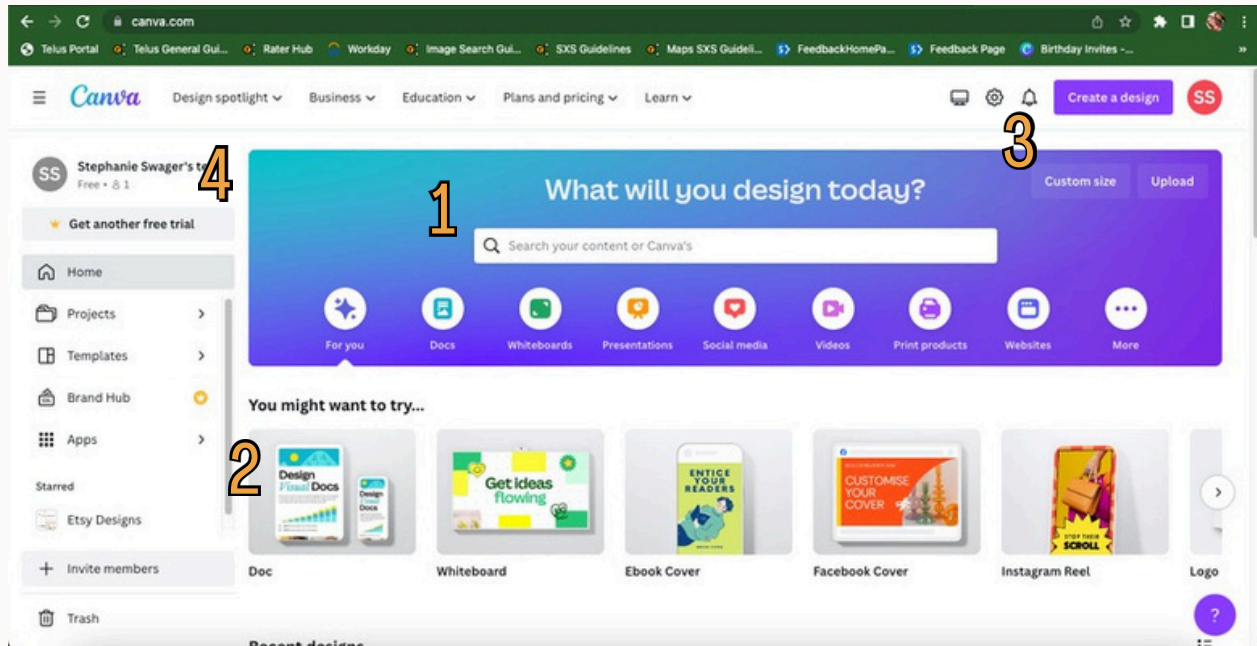 canva.com
Telus Portal Telus General Gui... Rater Hub Workday Image Search Gui... SXS Guidelines Maps SXS Guideli... FeedbackHomePa... Feedback Page Birthday Invites -...
Canva Design spotlight Business Education Plans and pricing Learn Create a design SS
3
SS Stephanie Swager's te
Free • 1
4
Get another free trial
Home
Projects
Templates
Brand Hub
Apps
Starred
Etsy Designs
Invite members
Trash
1
What will you design today?
Custom size Upload
Search your content or Canva's
For you Docs Whiteboards Presentations Social media Videos Print products Websites More
You might want to try...
2
Design
Visual Docs
Design
Visual
Docs
Get ideas
flowing
ENTICE
YOUR
READERS
CUSTOMISE
YOUR
COVER
STOP THEIR
SCROLL
Doc Whiteboard Ebook Cover Facebook Cover Instagram Reel Logo
?
Recent designs